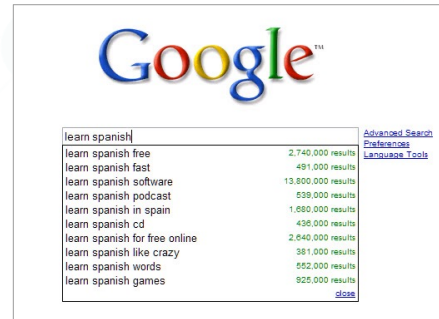 Google™
learn spanish
Advanced Search
Preferences
Language Tools
learn spanish free 2,740,000 results
learn spanish fast 491,000 results
learn spanish software 13,800,000 results
learn spanish podcast 539,000 results
learn spanish in spain 1,680,000 results
learn spanish cd 436,000 results
learn spanish for free online 2,640,000 results
learn spanish like crazy 381,000 results
learn spanish words 552,000 results
learn spanish games 925,000 results
close